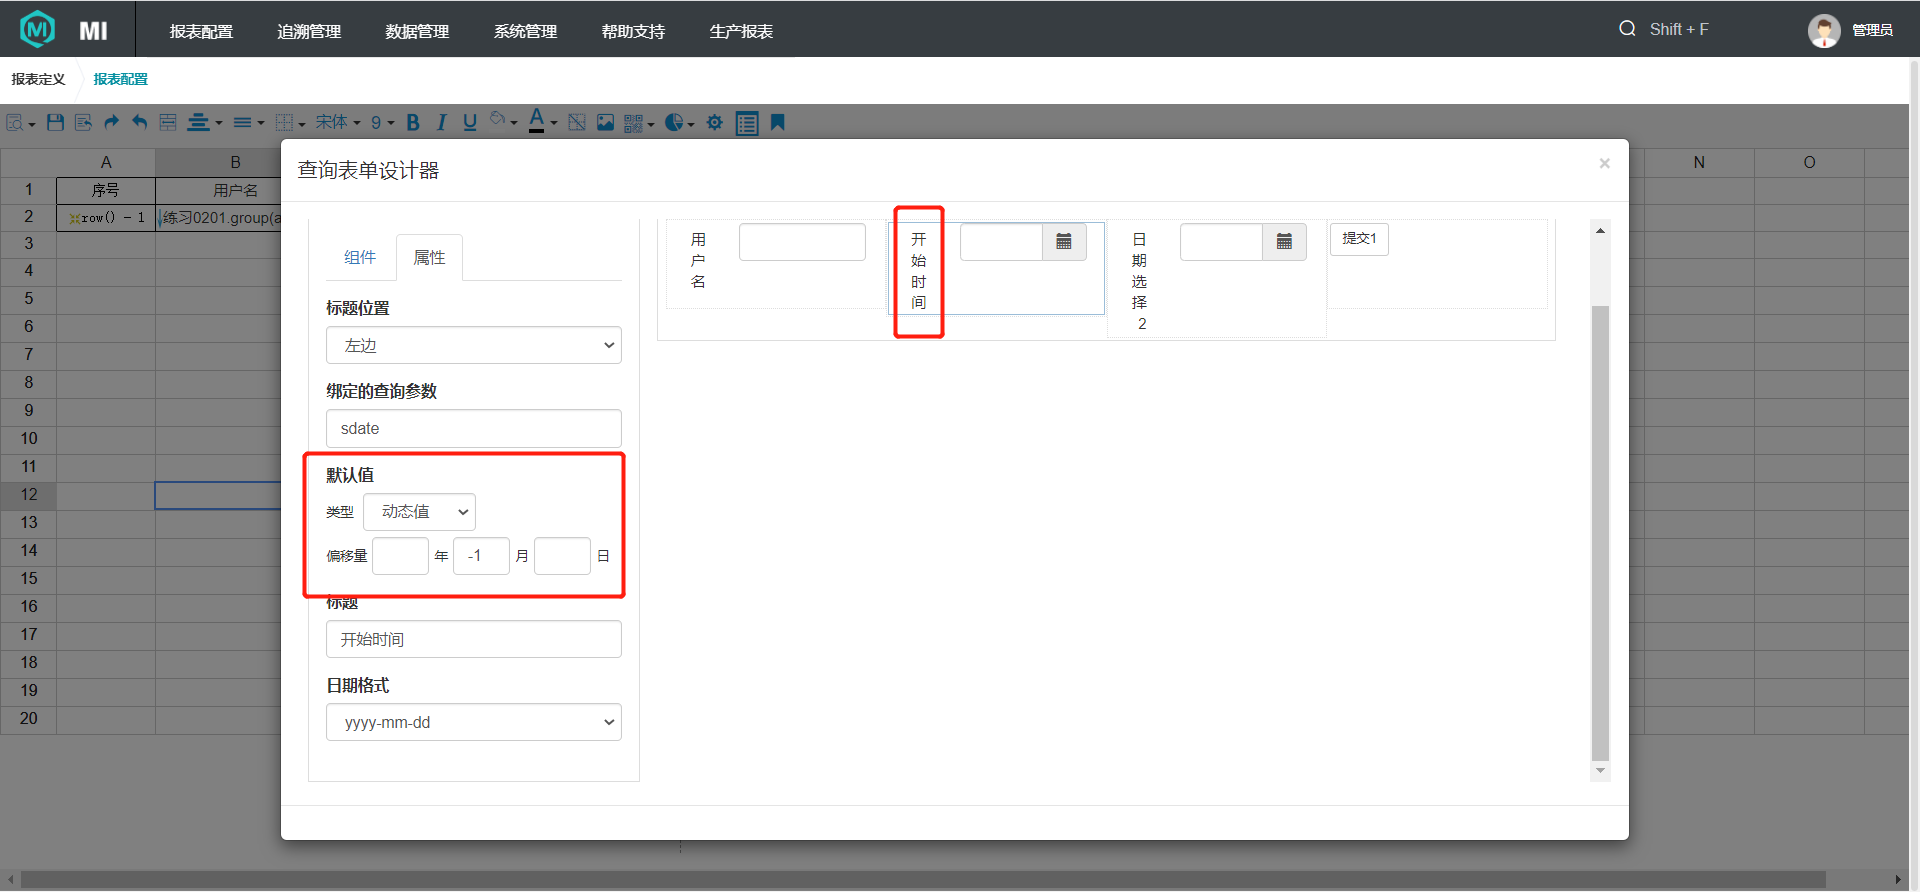 MI
报表配置 追溯管理 数据管理 系统管理 帮助支持 生产报表
Shift + F
管理员
报表定义 报表配置
宋体 9 B I U A
A B N O
1 序号 用户名
2 row() - 1 练习0201.group(a
3
4
5
6
7
8
9
10
11
12
13
14
15
16
17
18
19
20
查询表单设计器
×
组件 属性
标题位置
左边
绑定的查询参数
sdate
默认值
类型 动态值
偏移量 年 -1 月 日
标题
开始时间
日期格式
yyyy-mm-dd
用
户
名
开
始
时
间
日
期
选
择
2
提交1